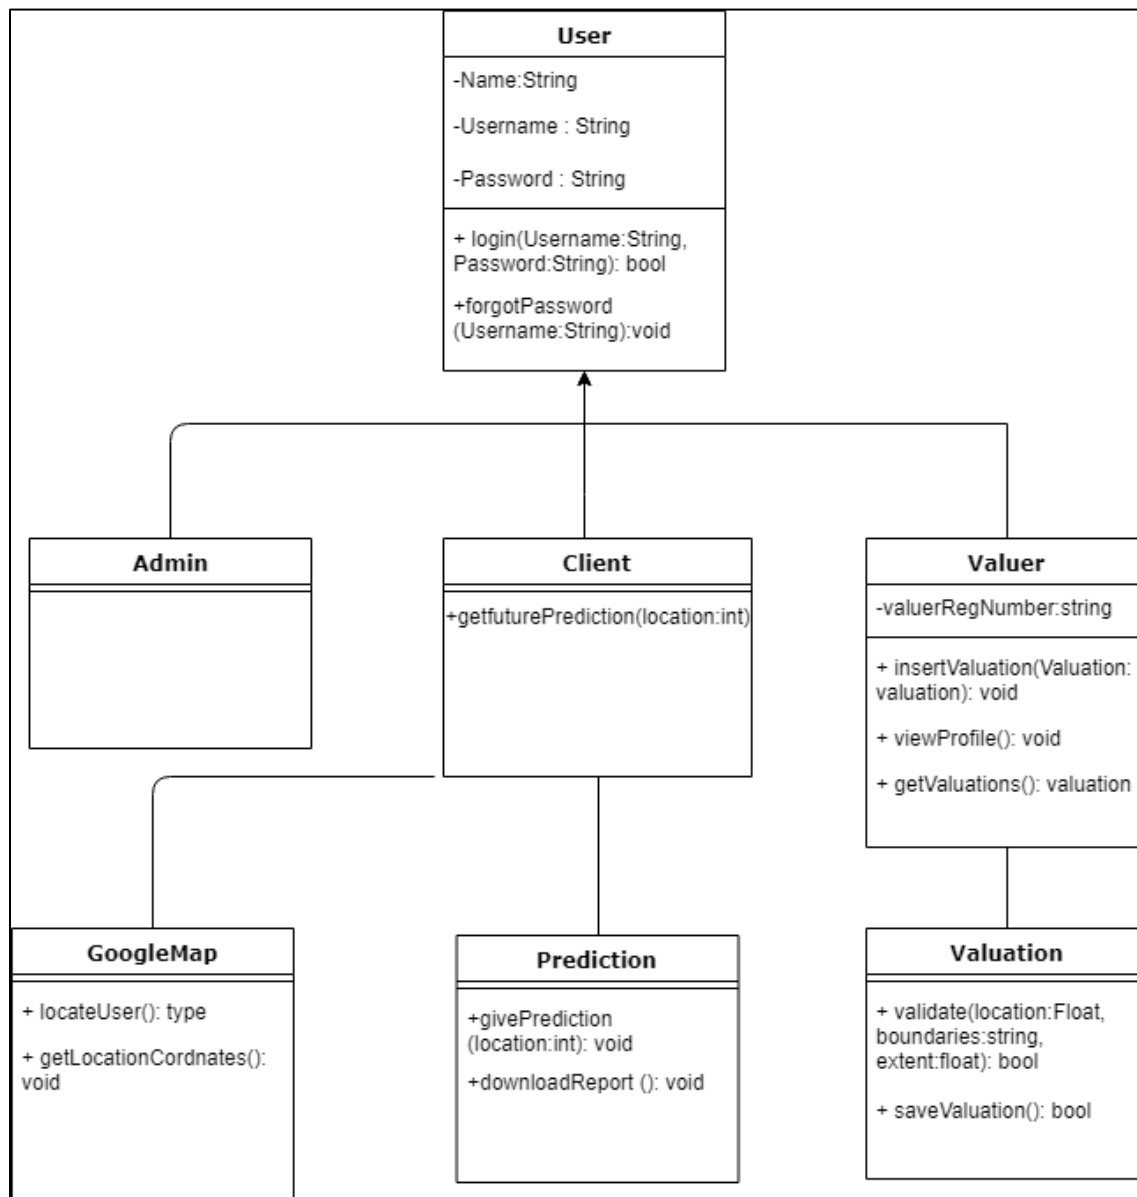 User
-Name:String
-Username : String
-Password : String
+ login(Username:String,
Password:String): bool
+forgotPassword
(Username:String):void
Admin
Client
+getfuturePrediction(location:int)
Valuer
-valuerRegNumber:string
+ insertValuation(Valuation:
valuation): void
+ viewProfile(): void
+ getValuations(): valuation
GoogleMap
+ locateUser(): type
+ getLocationCordnates():
void
Prediction
+givePrediction
(location:int): void
+downloadReport (): void
Valuation
+ validate(location:Float,
boundaries:string,
extent:float): bool
+ saveValuation(): bool